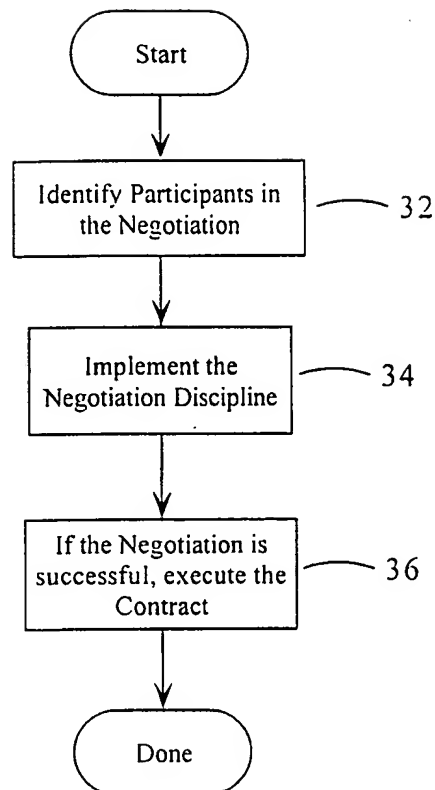 Start
Identify Participants in
the Negotiation
32
Implement the
Negotiation Discipline
34
If the Negotiation is
successful, execute the
Contract
36
Done